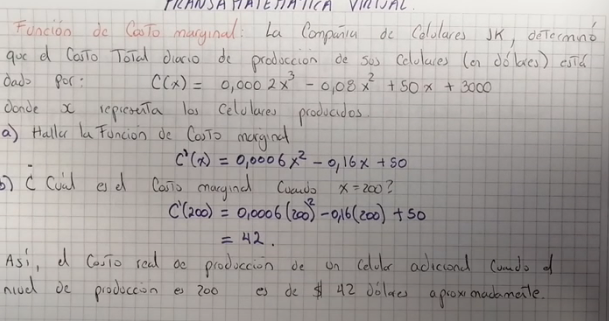 TRANSA MATEMATICA VIRTUAL.
Función de Costo marginal: La Compañia de Celulares JK, determinó
que el Costo Total diario de producción de sus Celulares (en dólares) está
dado por: C(x) = 0,0002x³ - 0,08x² + 50x + 3000
donde x representa los Celulares producidos.
a) Hallar la Función de Costo marginal
C'(x) = 0,0006x² - 0,16x + 50
b) ¿Cuál es el Costo marginal Cuando x = 200?
C'(200) = 0,0006(200)² - 0,16(200) + 50
= 42.
Así, el Costo real de producción de un Celular adicional Cuando el
nivel de producción es 200 es de $ 42 dólares aproximadamente.